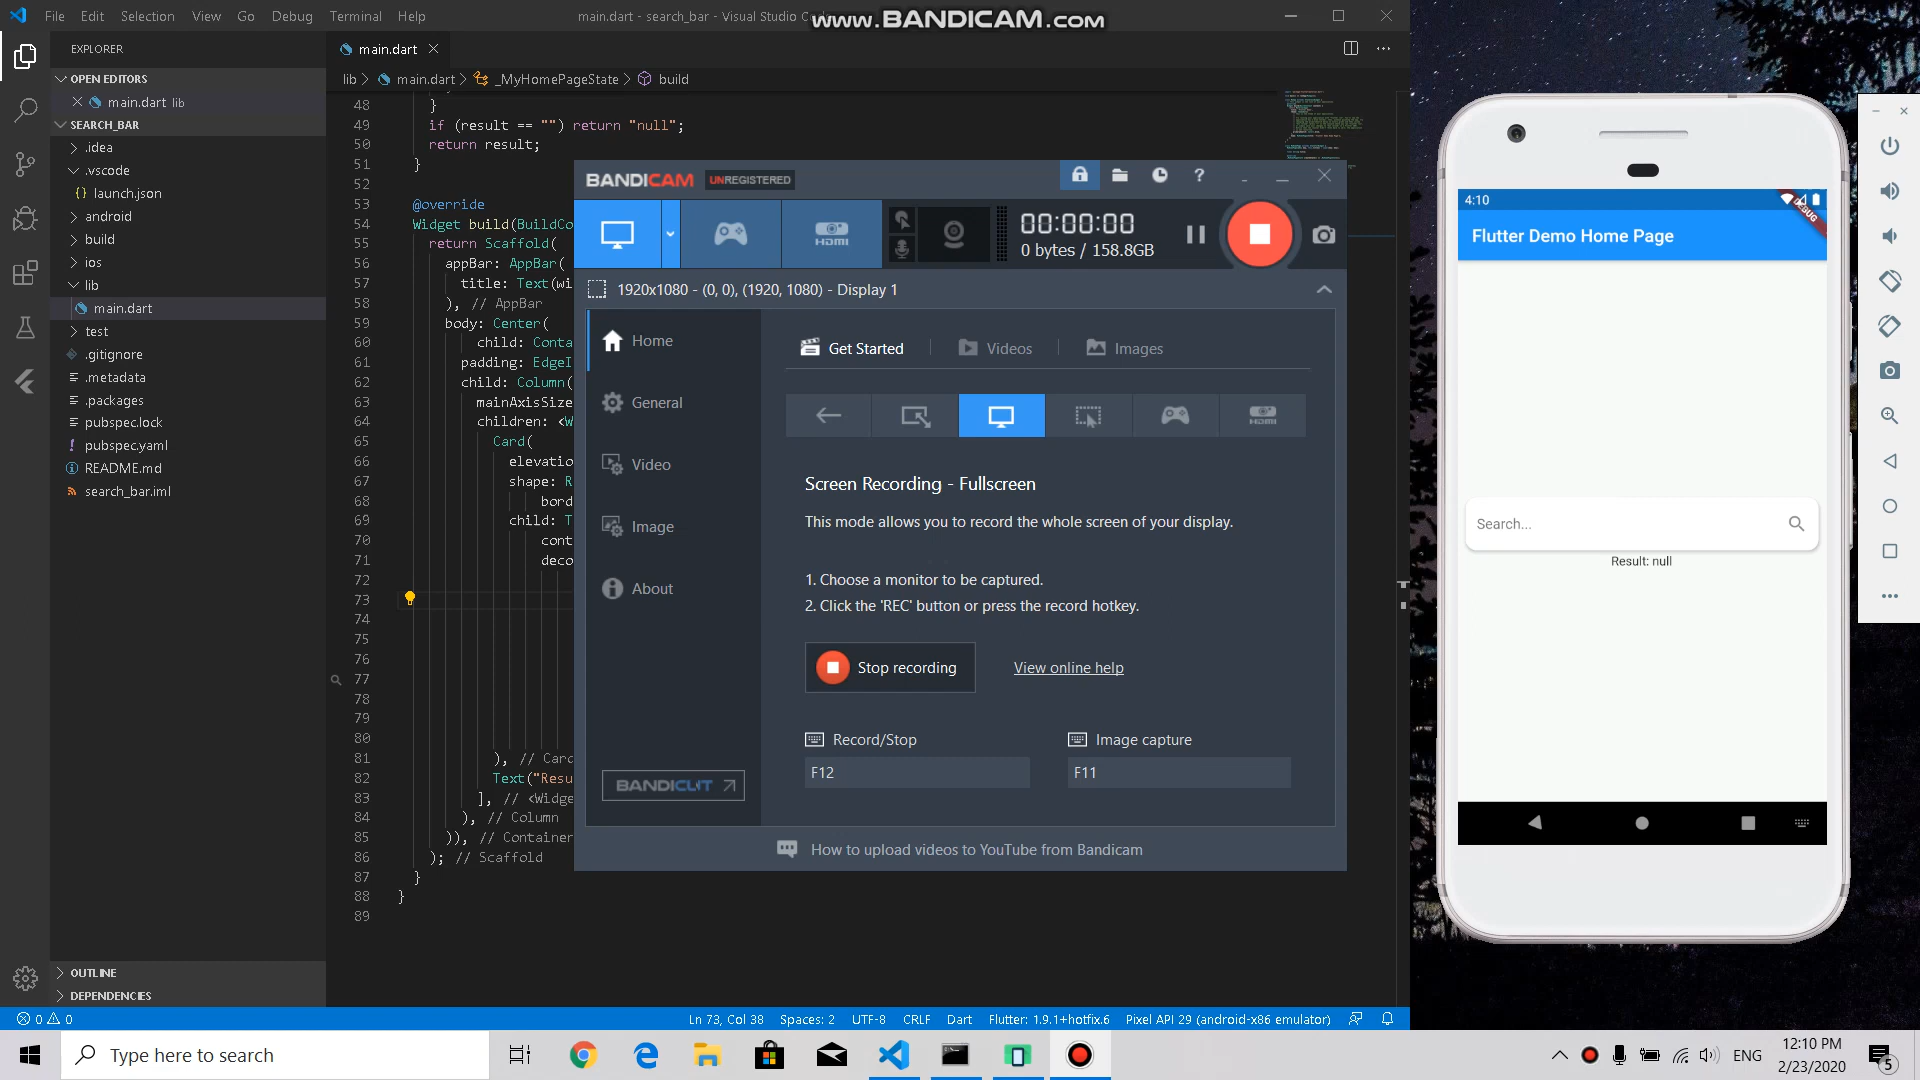 File Edit Selection View Go Debug Terminal Help
main.dart - search_bar - Visual Studio
www.BANDICAM.com
EXPLORER
OPEN EDITORS
main.dart lib
SEARCH_BAR
.idea
.vscode
launch.json
android
build
ios
lib
main.dart
test
.gitignore
.metadata
.packages
pubspec.lock
pubspec.yaml
README.md
search_bar.iml
OUTLINE
DEPENDENCIES
main.dart
lib > main.dart > _MyHomePageState > build
48 }
49 if (result == "") return "null";
50 return result;
51 }
52
53 @override
54 Widget build(BuildCo
55 return Scaffold(
56 appBar: AppBar(
57 title: Text(wi
58 ), // AppBar
59 body: Center(
60 child: Conta
61 padding: EdgeI
62 child: Column(
63 mainAxisSize
64 children: <W
65 Card(
66 elevatio
67 shape: R
68 bord
69 child: T
70 cont
71 deco
72
73
74
75
76
77
78
79
80
81 ), // Card
82 Text("Resu
83 ], // <Widge
84 ), // Column
85 )), // Container
86 ); // Scaffold
87 }
88 }
89
BANDICAM UNREGISTERED
HDMI
00:00:00
0 bytes / 158.8GB
1920x1080 - (0, 0), (1920, 1080) - Display 1
Home
General
Video
Image
About
BANDICUT
Get Started
Videos
Images
HDMI
Screen Recording - Fullscreen
This mode allows you to record the whole screen of your display.
1. Choose a monitor to be captured.
2. Click the 'REC' button or press the record hotkey.
Stop recording
View online help
Record/Stop
Image capture
F12
F11
How to upload videos to YouTube from Bandicam
4:10
DEBUG
Flutter Demo Home Page
Search...
Result: null
0 0
Ln 73, Col 38 Spaces: 2 UTF-8 CRLF Dart Flutter: 1.9.1+hotfix.6 Pixel API 29 (android-x86 emulator)
Type here to search
ENG
12:10 PM
2/23/2020
5